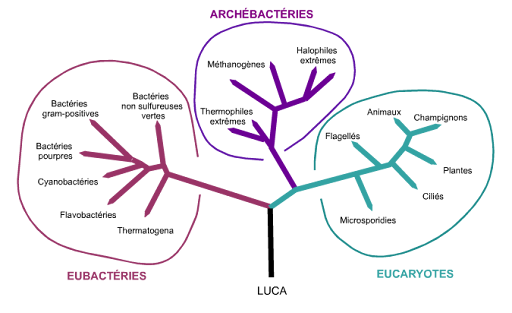 ARCHÉBACTÉRIES
Méthanogènes
Halophiles
extrêmes
Thermophiles
extrêmes
Bactéries
gram-positives
Bactéries
non sulfureuses
vertes
Bactéries
pourpres
Cyanobactéries
Flavobactéries
Thermatogena
EUBACTÉRIES
Animaux
Champignons
Flagellés
Plantes
Ciliés
Microsporidies
EUCARYOTES
LUCA